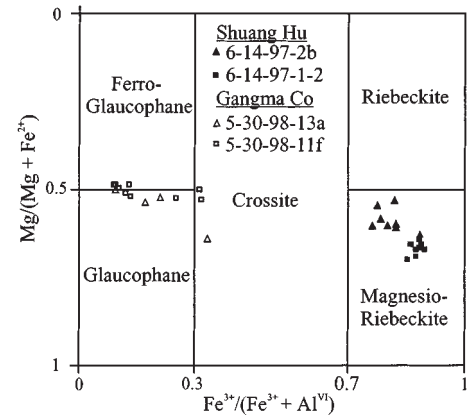 0
Shuang Hu
▲ 6-14-97-2b
■ 6-14-97-1-2
Gangma Co
△ 5-30-98-13a
□ 5-30-98-11f
Ferro-
Glaucophane
Riebeckite
Mg/(Mg + Fe²⁺)
0.5
Crossite
Glaucophane
Magnesio-
Riebeckite
1
0
0.3
0.7
1
Fe³⁺/(Fe³⁺ + Alⱽᴵ)